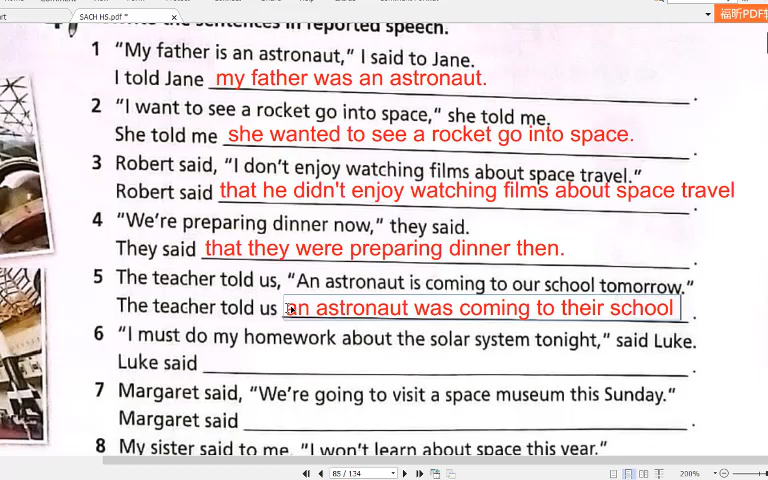 SACH HS.pdf * ×
福昕PDF
the sentences in reported speech.
1 “My father is an astronaut,” I said to Jane.
I told Jane my father was an astronaut.
2 “I want to see a rocket go into space,” she told me.
She told me she wanted to see a rocket go into space.
3 Robert said, “I don’t enjoy watching films about space travel.”
Robert said that he didn't enjoy watching films about space travel
4 “We’re preparing dinner now,” they said.
They said that they were preparing dinner then.
5 The teacher told us, “An astronaut is coming to our school tomorrow.”
The teacher told us an astronaut was coming to their school
6 “I must do my homework about the solar system tonight,” said Luke.
Luke said .
7 Margaret said, “We’re going to visit a space museum this Sunday.”
Margaret said .
8 My sister said to me, “I won’t learn about space this year.”
85 / 134
200%